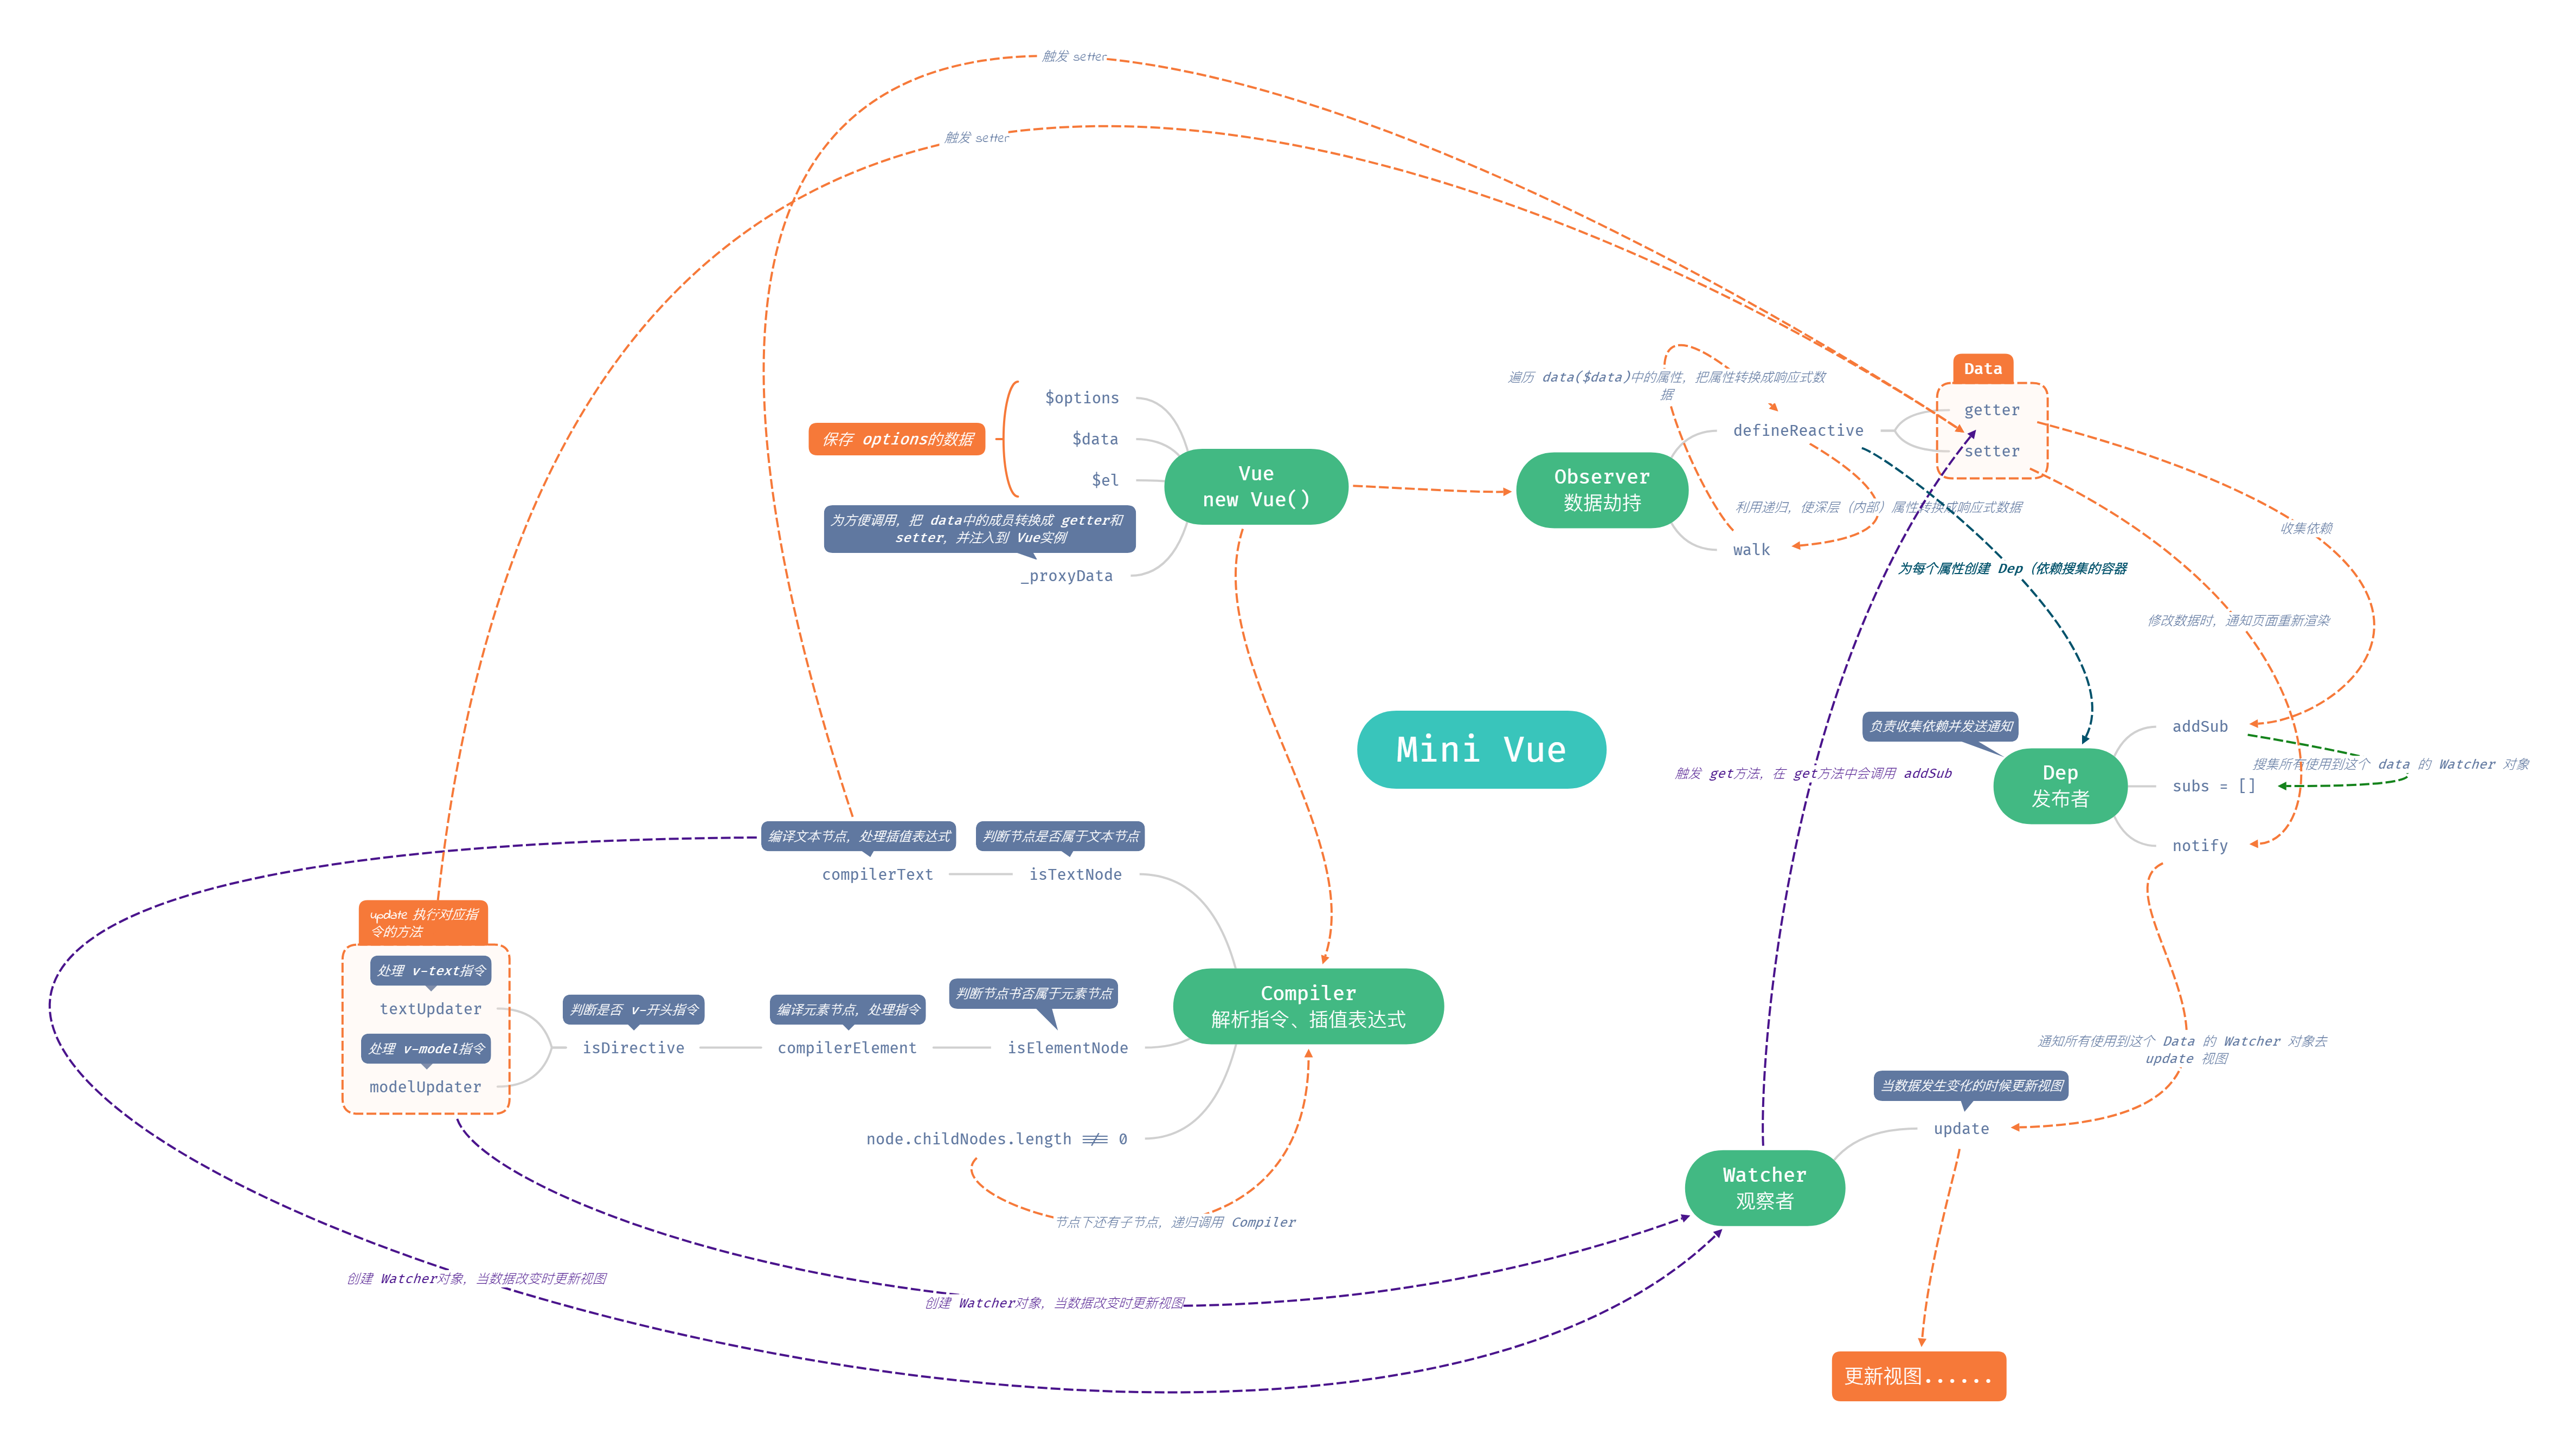 触发 setter
触发 setter
Data
遍历 data($data)中的属性，把属性转换成响应式数
据
$options
getter
defineReactive
保存 options的数据
$data
setter
Vue
new Vue()
Observer
数据劫持
$el
利用递归，使深层（内部）属性转换成响应式数据
为方便调用，把 data中的成员转换成 getter和
setter，并注入到 Vue实例
收集依赖
walk
_proxyData
为每个属性创建 Dep（依赖搜集的容器
修改数据时，通知页面重新渲染
Mini Vue
负责收集依赖并发送通知
addSub
触发 get方法，在 get方法中会调用 addSub
Dep
发布者
搜集所有使用到这个 data 的 Watcher 对象
subs = []
notify
编译文本节点，处理插值表达式
判断节点是否属于文本节点
compilerText
isTextNode
update 执行对应指
令的方法
处理 v-text指令
textUpdater
处理 v-model指令
modelUpdater
判断是否 v-开头指令
isDirective
编译元素节点，处理指令
compilerElement
判断节点书否属于元素节点
isElementNode
Compiler
解析指令、插值表达式
通知所有使用到这个 Data 的 Watcher 对象去
update 视图
当数据发生变化的时候更新视图
update
node.childNodes.length !== 0
Watcher
观察者
节点下还有子节点，递归调用 Compiler
创建 Watcher对象，当数据改变时更新视图
创建 Watcher对象，当数据改变时更新视图
更新视图......